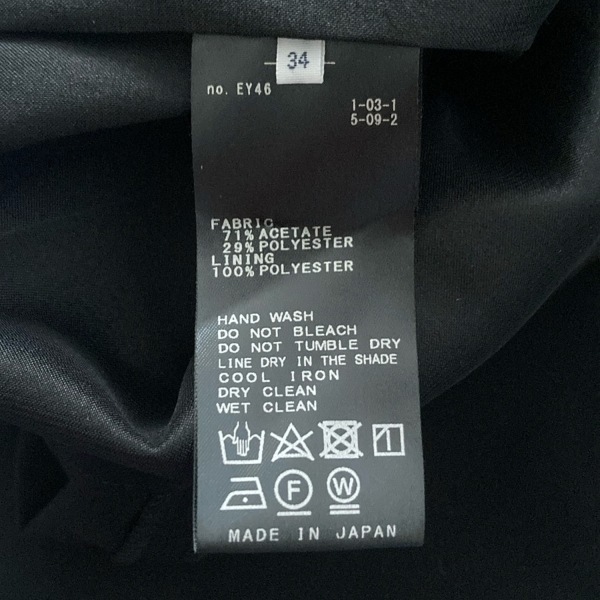 34
no. EY46
1-03-1
5-09-2
FABRIC
71% ACETATE
29% POLYESTER
LINING
100% POLYESTER
HAND WASH
DO NOT BLEACH
DO NOT TUMBLE DRY
LINE DRY IN THE SHADE
COOL IRON
DRY CLEAN
WET CLEAN
F W
MADE IN JAPAN